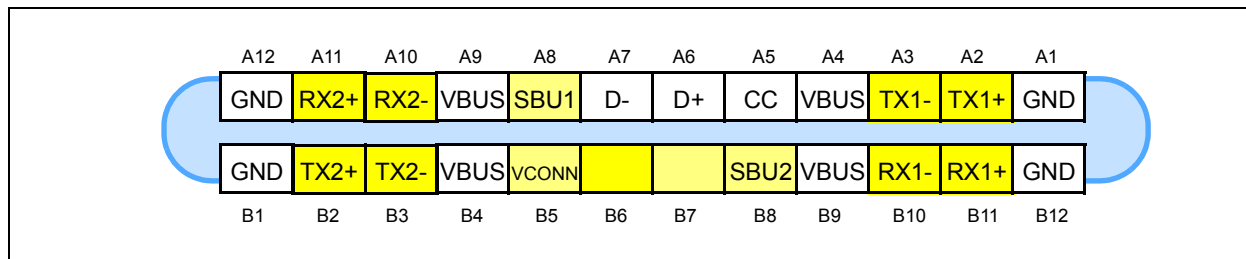 A12 A11 A10 A9 A8 A7 A6 A5 A4 A3 A2 A1
GND RX2+ RX2- VBUS SBU1 D- D+ CC VBUS TX1- TX1+ GND
GND TX2+ TX2- VBUS VCONN SBU2 VBUS RX1- RX1+ GND
B1 B2 B3 B4 B5 B6 B7 B8 B9 B10 B11 B12